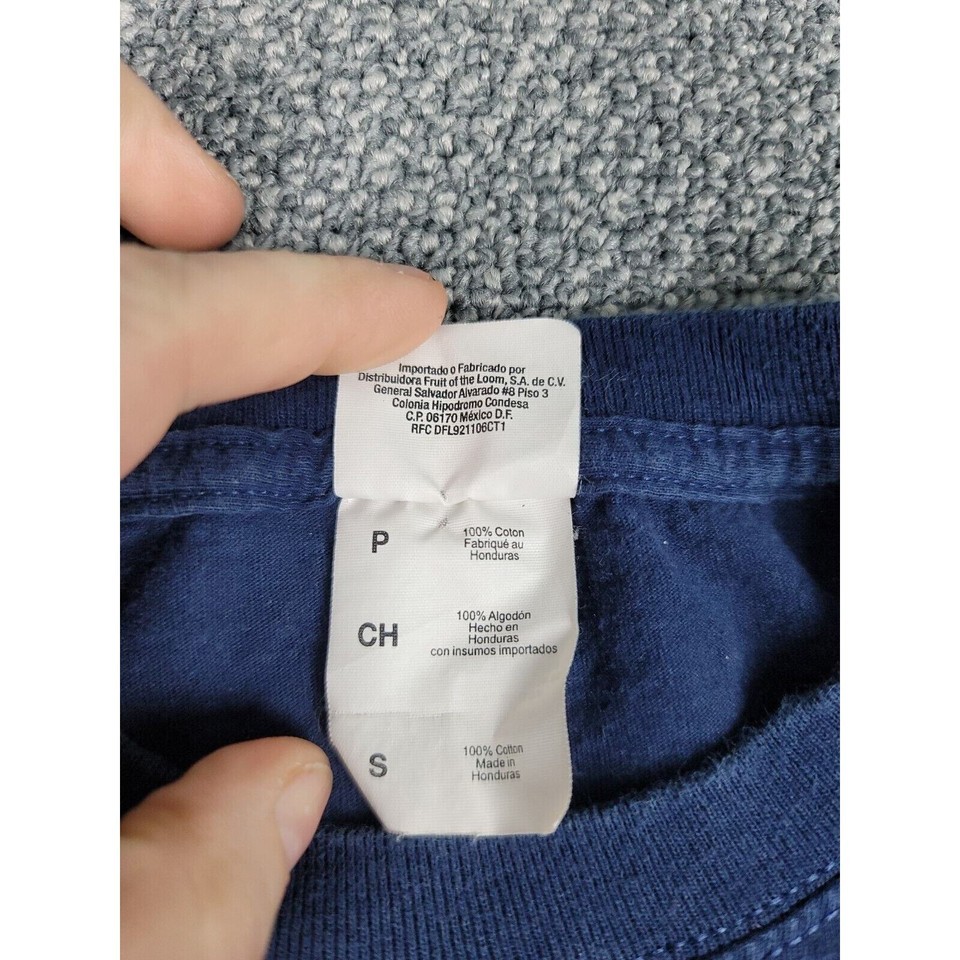 Importado o Fabricado por
Distribuidora Fruit of the Loom, S.A. de C.V.
General Salvador Alvarado #8 Piso 3
Colonia Hipodromo Condesa
C.P. 06170 México D.F.
RFC DFL921106CT1
P
100% Coton
Fabriqué au
Honduras
CH
100% Algodón
Hecho en
Honduras
con insumos importados
S
100% Cotton
Made in
Honduras